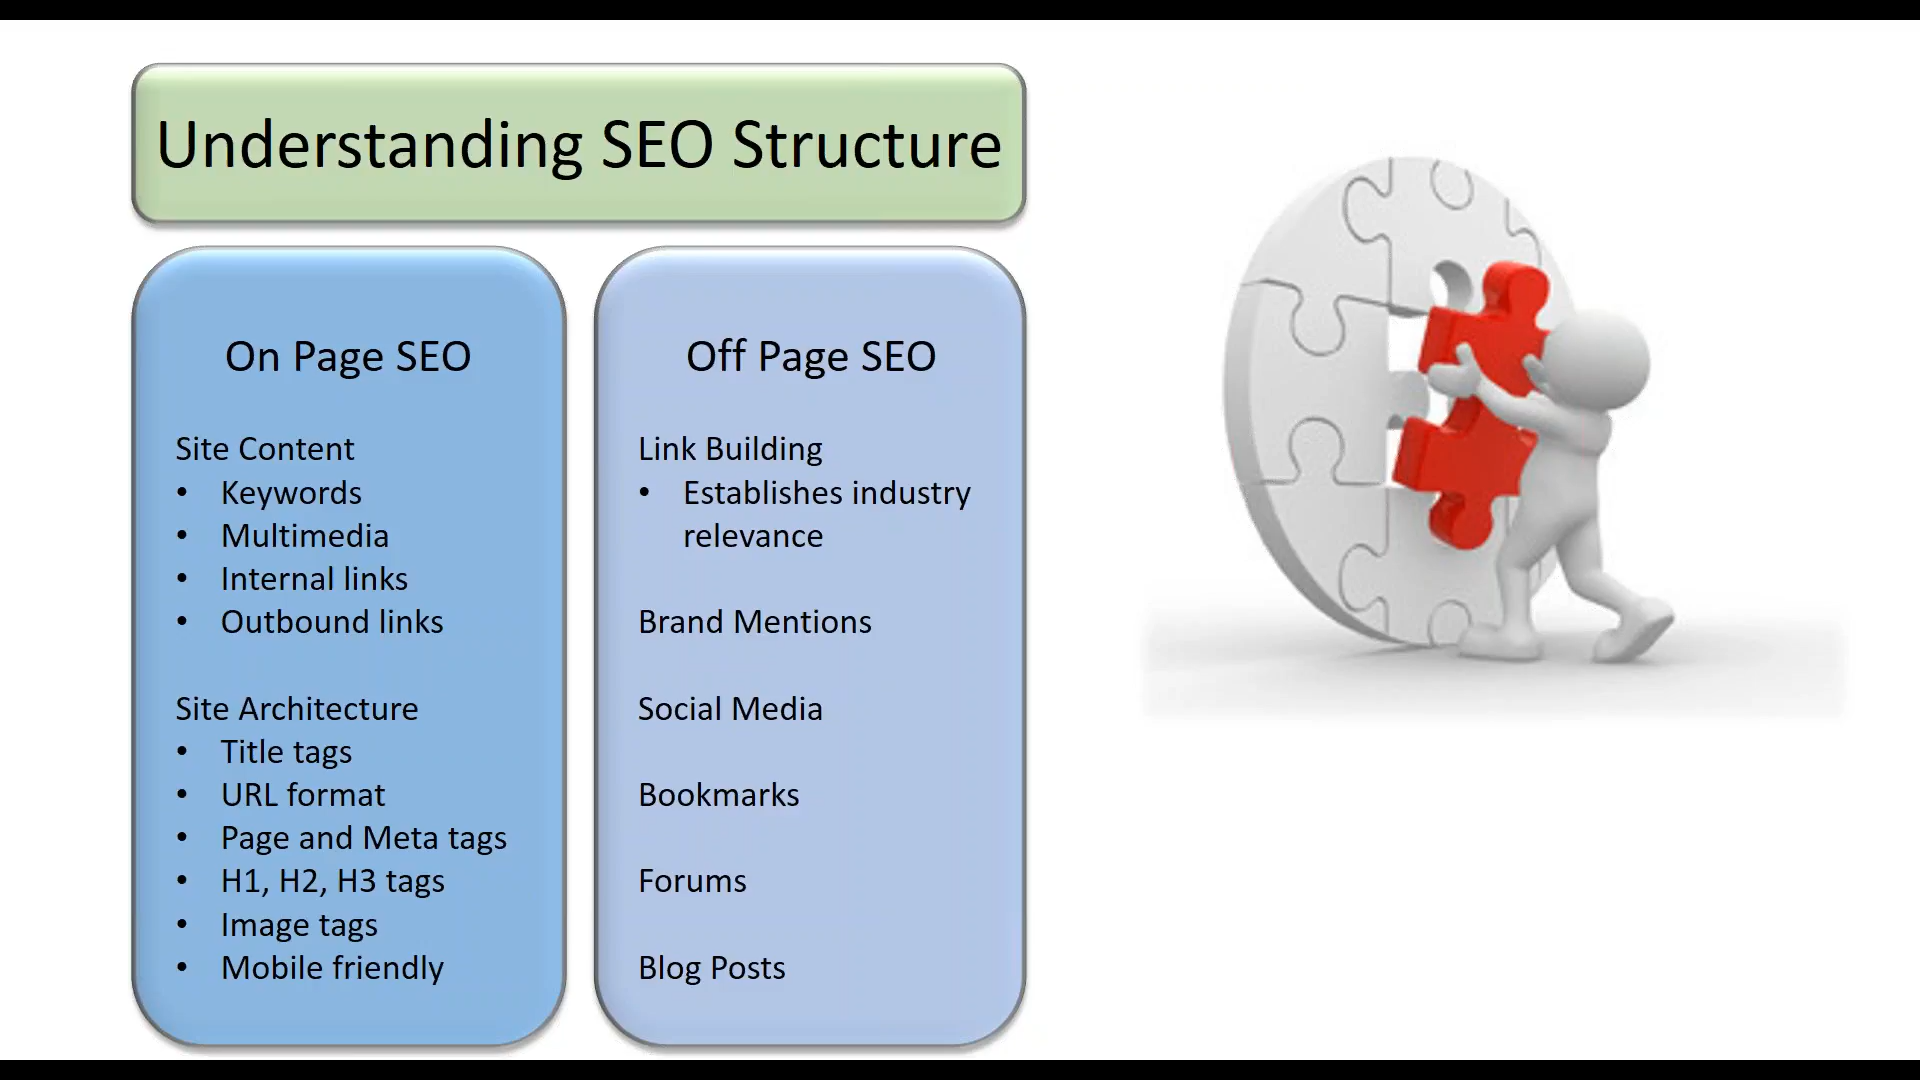 Understanding SEO Structure
On Page SEO
Site Content
• Keywords
• Multimedia
• Internal links
• Outbound links
Site Architecture
• Title tags
• URL format
• Page and Meta tags
• H1, H2, H3 tags
• Image tags
• Mobile friendly
Off Page SEO
Link Building
• Establishes industry
relevance
Brand Mentions
Social Media
Bookmarks
Forums
Blog Posts